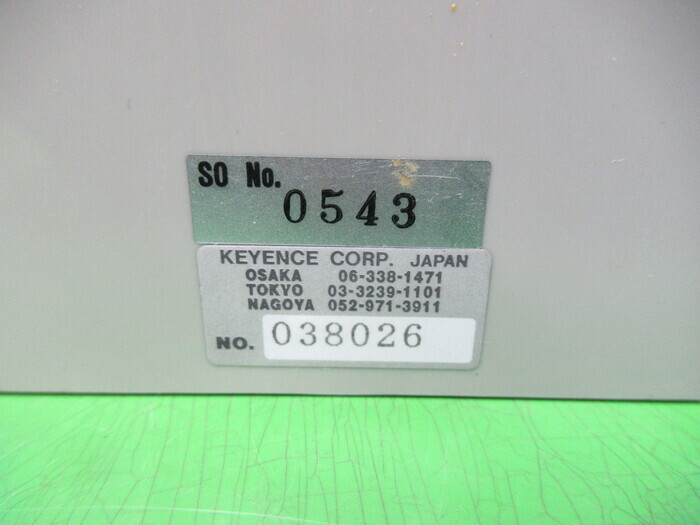 SO No.
0543
KEYENCE CORP. JAPAN
OSAKA 06-338-1471
TOKYO 03-3239-1101
NAGOYA 052-971-3911
NO. 038026